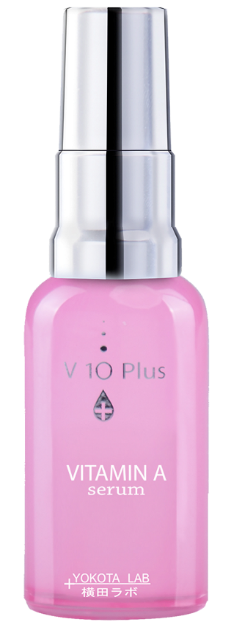 V 10 Plus
VITAMIN A
serum
+YOKOTA LAB
横田ラボ